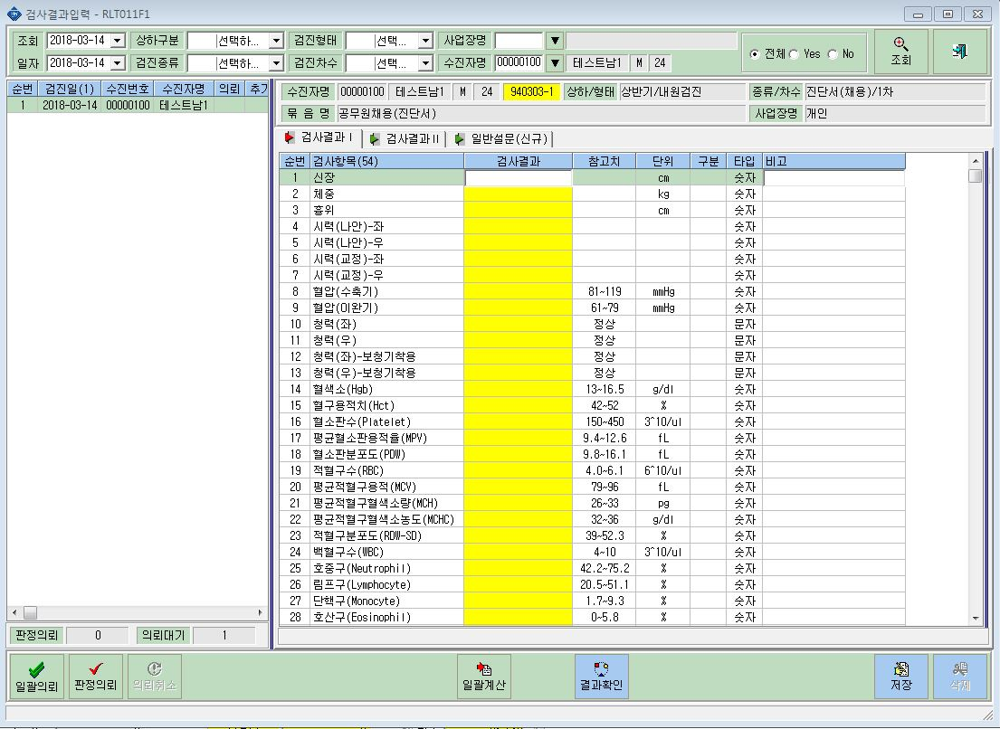 검사결과입력 - RLT011F1
조회 2018-03-14 상하구분 선택하... 검진형태 선택... 사업장명
일자 2018-03-14 검진종류 선택하... 검진차수 선택... 수진자명 00000100 테스트남1 M 24
전체 Yes No 조회
순번 검진일(1) 수진번호 수진자명 의뢰 추가
1 2018-03-14 00000100 테스트남1
판정의뢰 0 의뢰대기 1
수진자명 00000100 테스트남1 M 24 940303-1 상하/형태 상반기/내원검진 종류/차수 진단서(채용)/1차
묶음명 공무원채용(진단서) 사업장명 개인
검사결과 I 검사결과 II 일반설문(신규)
순번 검사항목(54) 검사결과 참고치 단위 구분 타입 비고
1 신장 cm 숫자
2 체중 kg 숫자
3 흉위 cm 숫자
4 시력(나안)-좌 숫자
5 시력(나안)-우 숫자
6 시력(교정)-좌 숫자
7 시력(교정)-우 숫자
8 혈압(수축기) 81~119 mmHg 숫자
9 혈압(이완기) 61~79 mmHg 숫자
10 청력(좌) 정상 문자
11 청력(우) 정상 문자
12 청력(좌)-보청기착용 정상 문자
13 청력(우)-보청기착용 정상 문자
14 혈색소(Hgb) 13~16.5 g/dl 숫자
15 혈구용적치(Hct) 42~52 % 숫자
16 혈소판수(Platelet) 150~450 3^10/ul 숫자
17 평균혈소판용적율(MPV) 9.4~12.6 fL 숫자
18 혈소판분포도(PDW) 9.8~16.1 fL 숫자
19 적혈구수(RBC) 4.0~6.1 6^10/ul 숫자
20 평균적혈구용적(MCV) 79~96 fL 숫자
21 평균적혈구혈색소량(MCH) 26~33 pg 숫자
22 평균적혈구혈색소농도(MCHC) 32~36 g/dl 숫자
23 적혈구분포도(RDW-SD) 39~52.3 % 숫자
24 백혈구수(WBC) 4~10 3^10/ul 숫자
25 호중구(Neutrophil) 42.2~75.2 % 숫자
26 림프구(Lymphocyte) 20.5~51.1 % 숫자
27 단핵구(Monocyte) 1.7~9.3 % 숫자
28 호산구(Eosinophil) 0~5.8 % 숫자
일괄의뢰 판정의뢰 의뢰취소 일괄계산 결과확인 저장 삭제